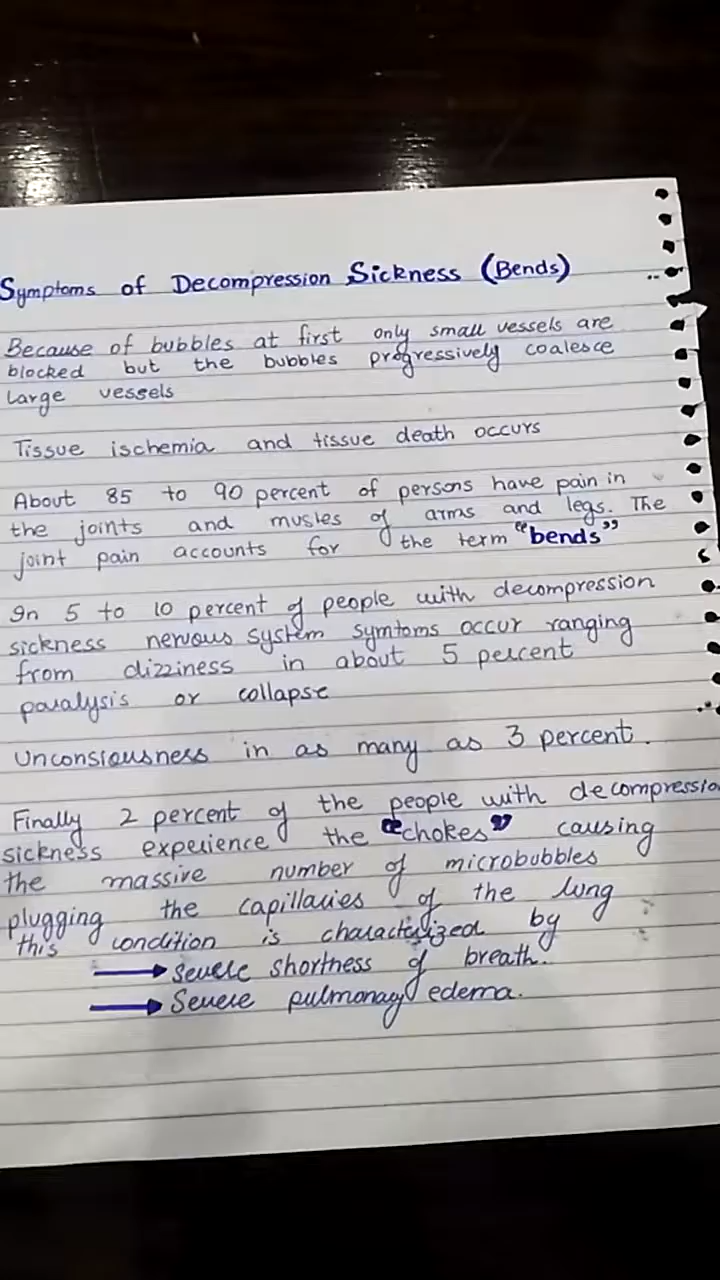 Symptoms of Decompression Sickness (Bends)
Because of bubbles at first only small vessels are
blocked but the bubbles progressively coalesce
large vessels
Tissue ischemia and tissue death occurs
About 85 to 90 percent of persons have pain in
the joints and musles of arms and legs. The
joint pain accounts for the term "bends"
In 5 to 10 percent of people with decompression
sickness nervous system symtoms occur ranging
from dizziness in about 5 percent
paralysis or collapse
Unconsiousness in as many as 3 percent.
Finally 2 percent of the people with decompression
sickness experience the "chokes" causing
the massive number of microbubbles
plugging the capillaries of the lung
this condition is characterized by
→ severe shortness of breath.
→ Severe pulmonary edema.